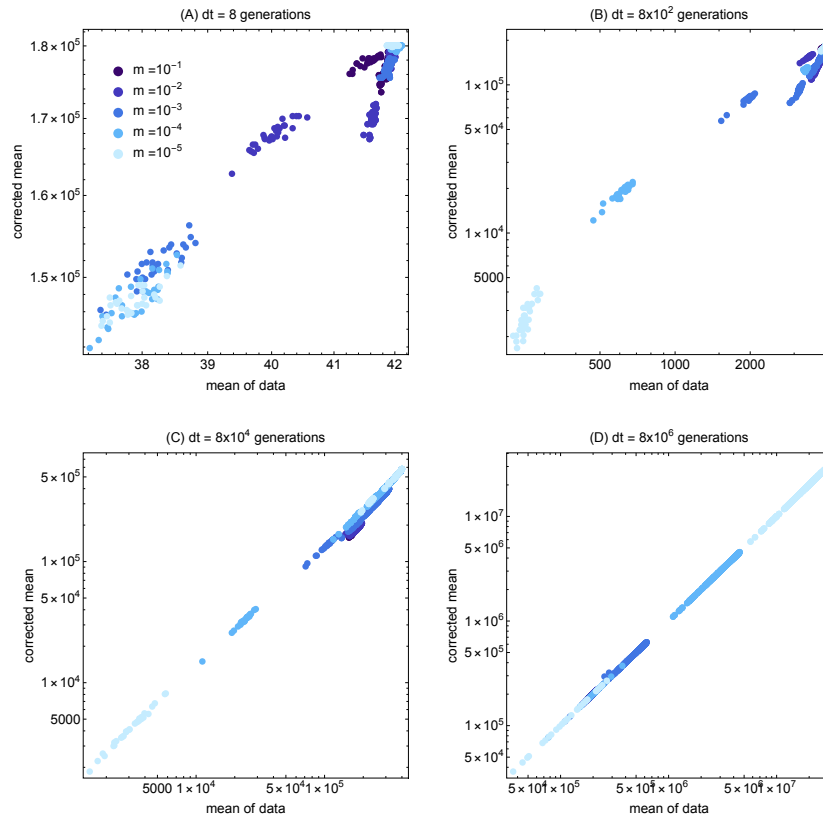 (A) dt = 8 generations
1.8 × 10⁵
1.7 × 10⁵
1.6 × 10⁵
1.5 × 10⁵
corrected mean
m =10⁻¹
m =10⁻²
m =10⁻³
m =10⁻⁴
m =10⁻⁵
38 39 40 41 42
mean of data
(B) dt = 8x10² generations
1 × 10⁵
5 × 10⁴
1 × 10⁴
5000
corrected mean
500 1000 2000
mean of data
(C) dt = 8x10⁴ generations
5 × 10⁵
1 × 10⁵
5 × 10⁴
1 × 10⁴
5000
corrected mean
5000 1 × 10⁴ 5 × 10⁴ 1 × 10⁵
mean of data
(D) dt = 8x10⁶ generations
1 × 10⁷
5 × 10⁶
1 × 10⁶
5 × 10⁵
1 × 10⁵
5 × 10⁴
corrected mean
5 × 10⁴ 1 × 10⁵ 5 × 10⁵ 1 × 10⁶ 5 × 10⁶ 1 × 10⁷
mean of data